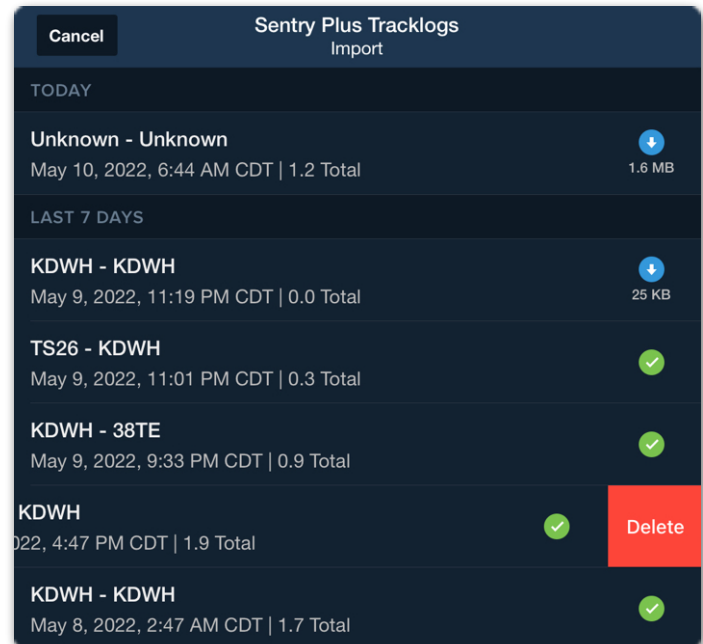 Cancel
Sentry Plus Tracklogs
Import
TODAY
Unknown - Unknown
May 10, 2022, 6:44 AM CDT | 1.2 Total
1.6 MB
LAST 7 DAYS
KDWH - KDWH
May 9, 2022, 11:19 PM CDT | 0.0 Total
25 KB
TS26 - KDWH
May 9, 2022, 11:01 PM CDT | 0.3 Total
KDWH - 38TE
May 9, 2022, 9:33 PM CDT | 0.9 Total
KDWH
022, 4:47 PM CDT | 1.9 Total
Delete
KDWH - KDWH
May 8, 2022, 2:47 AM CDT | 1.7 Total